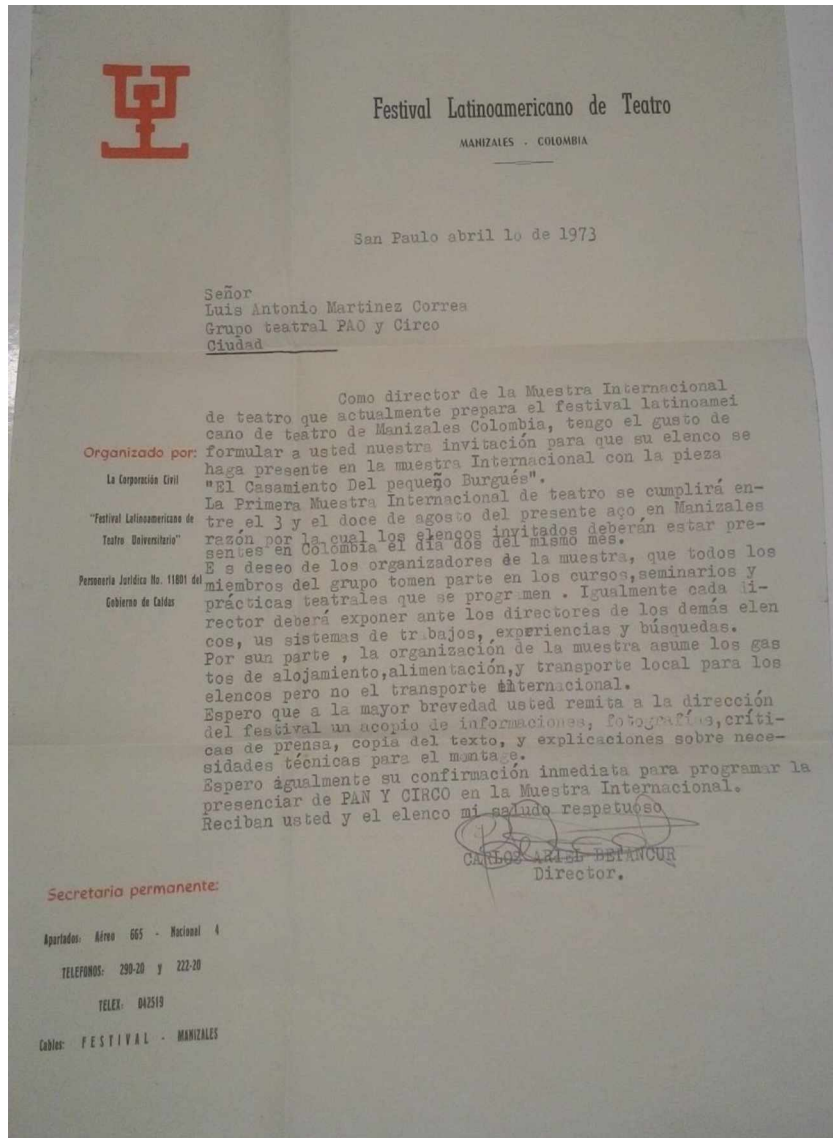 Festival Latinoamericano de Teatro
MANIZALES - COLOMBIA
San Paulo abril 1o de 1973
Señor
Luis Antonio Martinez Correa
Grupo teatral PAO y Circo
Ciudad
Como director de la Muestra Internacional
de teatro que actualmente prepara el festival latinoamei
cano de teatro de Manizales Colombia, tengo el gusto de
formular a usted nuestra invitación para que su elenco se
haga presente en la muestra Internacional con la pieza
"El Casamiento Del pequeño Burgués".
La Primera Muestra Internacional de teatro se cumplirá en-
tre el 3 y el doce de agosto del presente aço en Manizales
razón por la cual los elencos invitados deberán estar pre-
sentes en Colombia el día dos del mismo mes.
E s deseo de los organizadores de la muestra, que todos los
miembros del grupo tomen parte en los cursos,seminarios y
prácticas teatrales que se programen . Igualmente cada di-
rector deberá exponer ante los directores de los demás elen
cos, us sistemas de trabajos, experiencias y búsquedas.
Por sun parte , la organización de la muestra asume los gas
tos de alojamiento,alimentación,y transporte local para los
elencos pero no el transporte internacional.
Espero que a la mayor brevedad usted remita a la dirección
del festival un acopio de informaciones, fotografías,críti-
cas de prensa, copia del texto, y explicaciones sobre nece-
sidades técnicas para el montage.
Espero igualmente su confirmación inmediata para programar la
presenciar de PAN Y CIRCO en la Muestra Internacional.
Reciban usted y el elenco mi saludo respetuoso
CARLOZ ARIEL BETANCUR
Director.
Organizado por:
La Corporación Civil
"Festival Latinoamericano de
Teatro Universitario"
Personería Jurídica No. 11801 del
Gobierno de Caldas
Secretaria permanente:
Apartados: Aéreo 665 - Nacional 4
TELEFONOS: 290-20 y 222-20
TELEX: 042519
Cables: FESTIVAL - MANIZALES